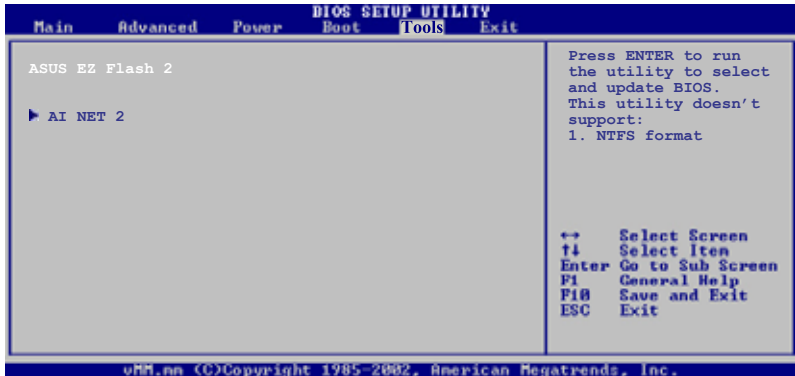 BIOS SETUP UTILITY
Main Advanced Power Boot Tools Exit
ASUS EZ Flash 2
AI NET 2
Press ENTER to run
the utility to select
and update BIOS.
This utility doesn't
support:
1. NTFS format
↔ Select Screen
↑↓ Select Item
Enter Go to Sub Screen
F1 General Help
F10 Save and Exit
ESC Exit
vMM.mm (C)Copyright 1985-2002, American Megatrends, Inc.